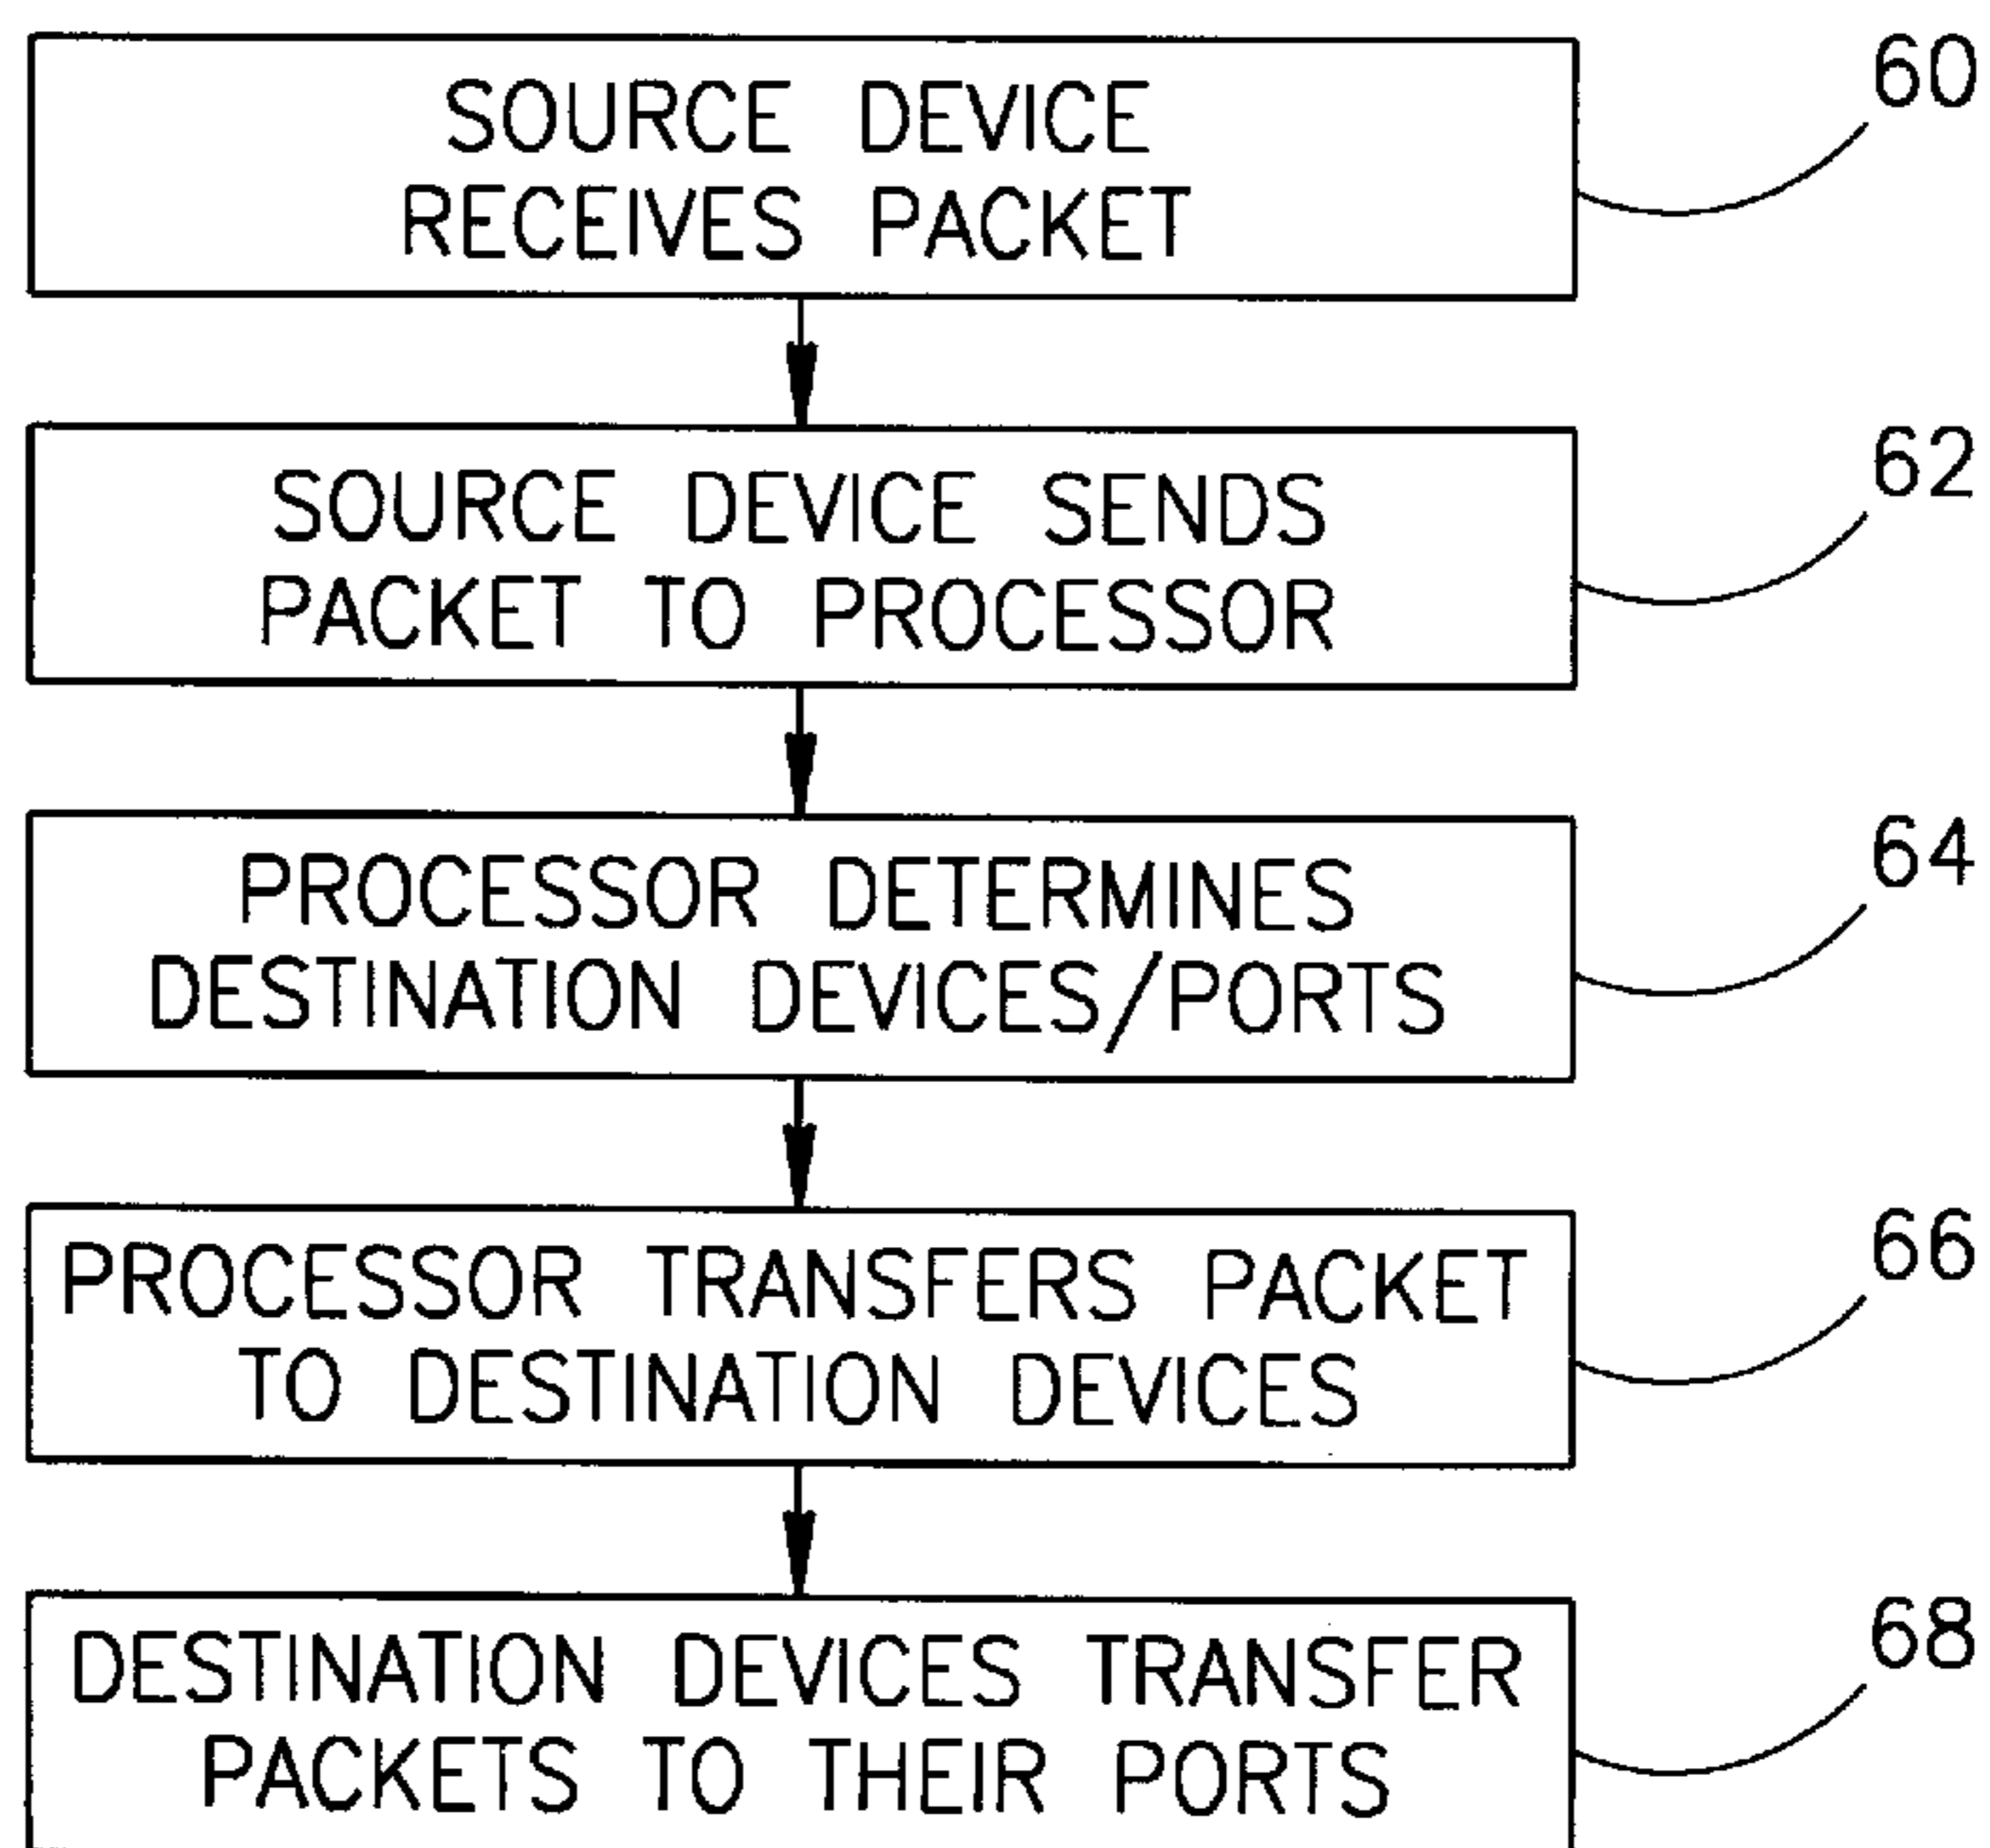 SOURCE DEVICE
RECEIVES PACKET
60
SOURCE DEVICE SENDS
PACKET TO PROCESSOR
62
PROCESSOR DETERMINES
DESTINATION DEVICES/PORTS
64
PROCESSOR TRANSFERS PACKET
TO DESTINATION DEVICES
66
DESTINATION DEVICES TRANSFER
PACKETS TO THEIR PORTS
68